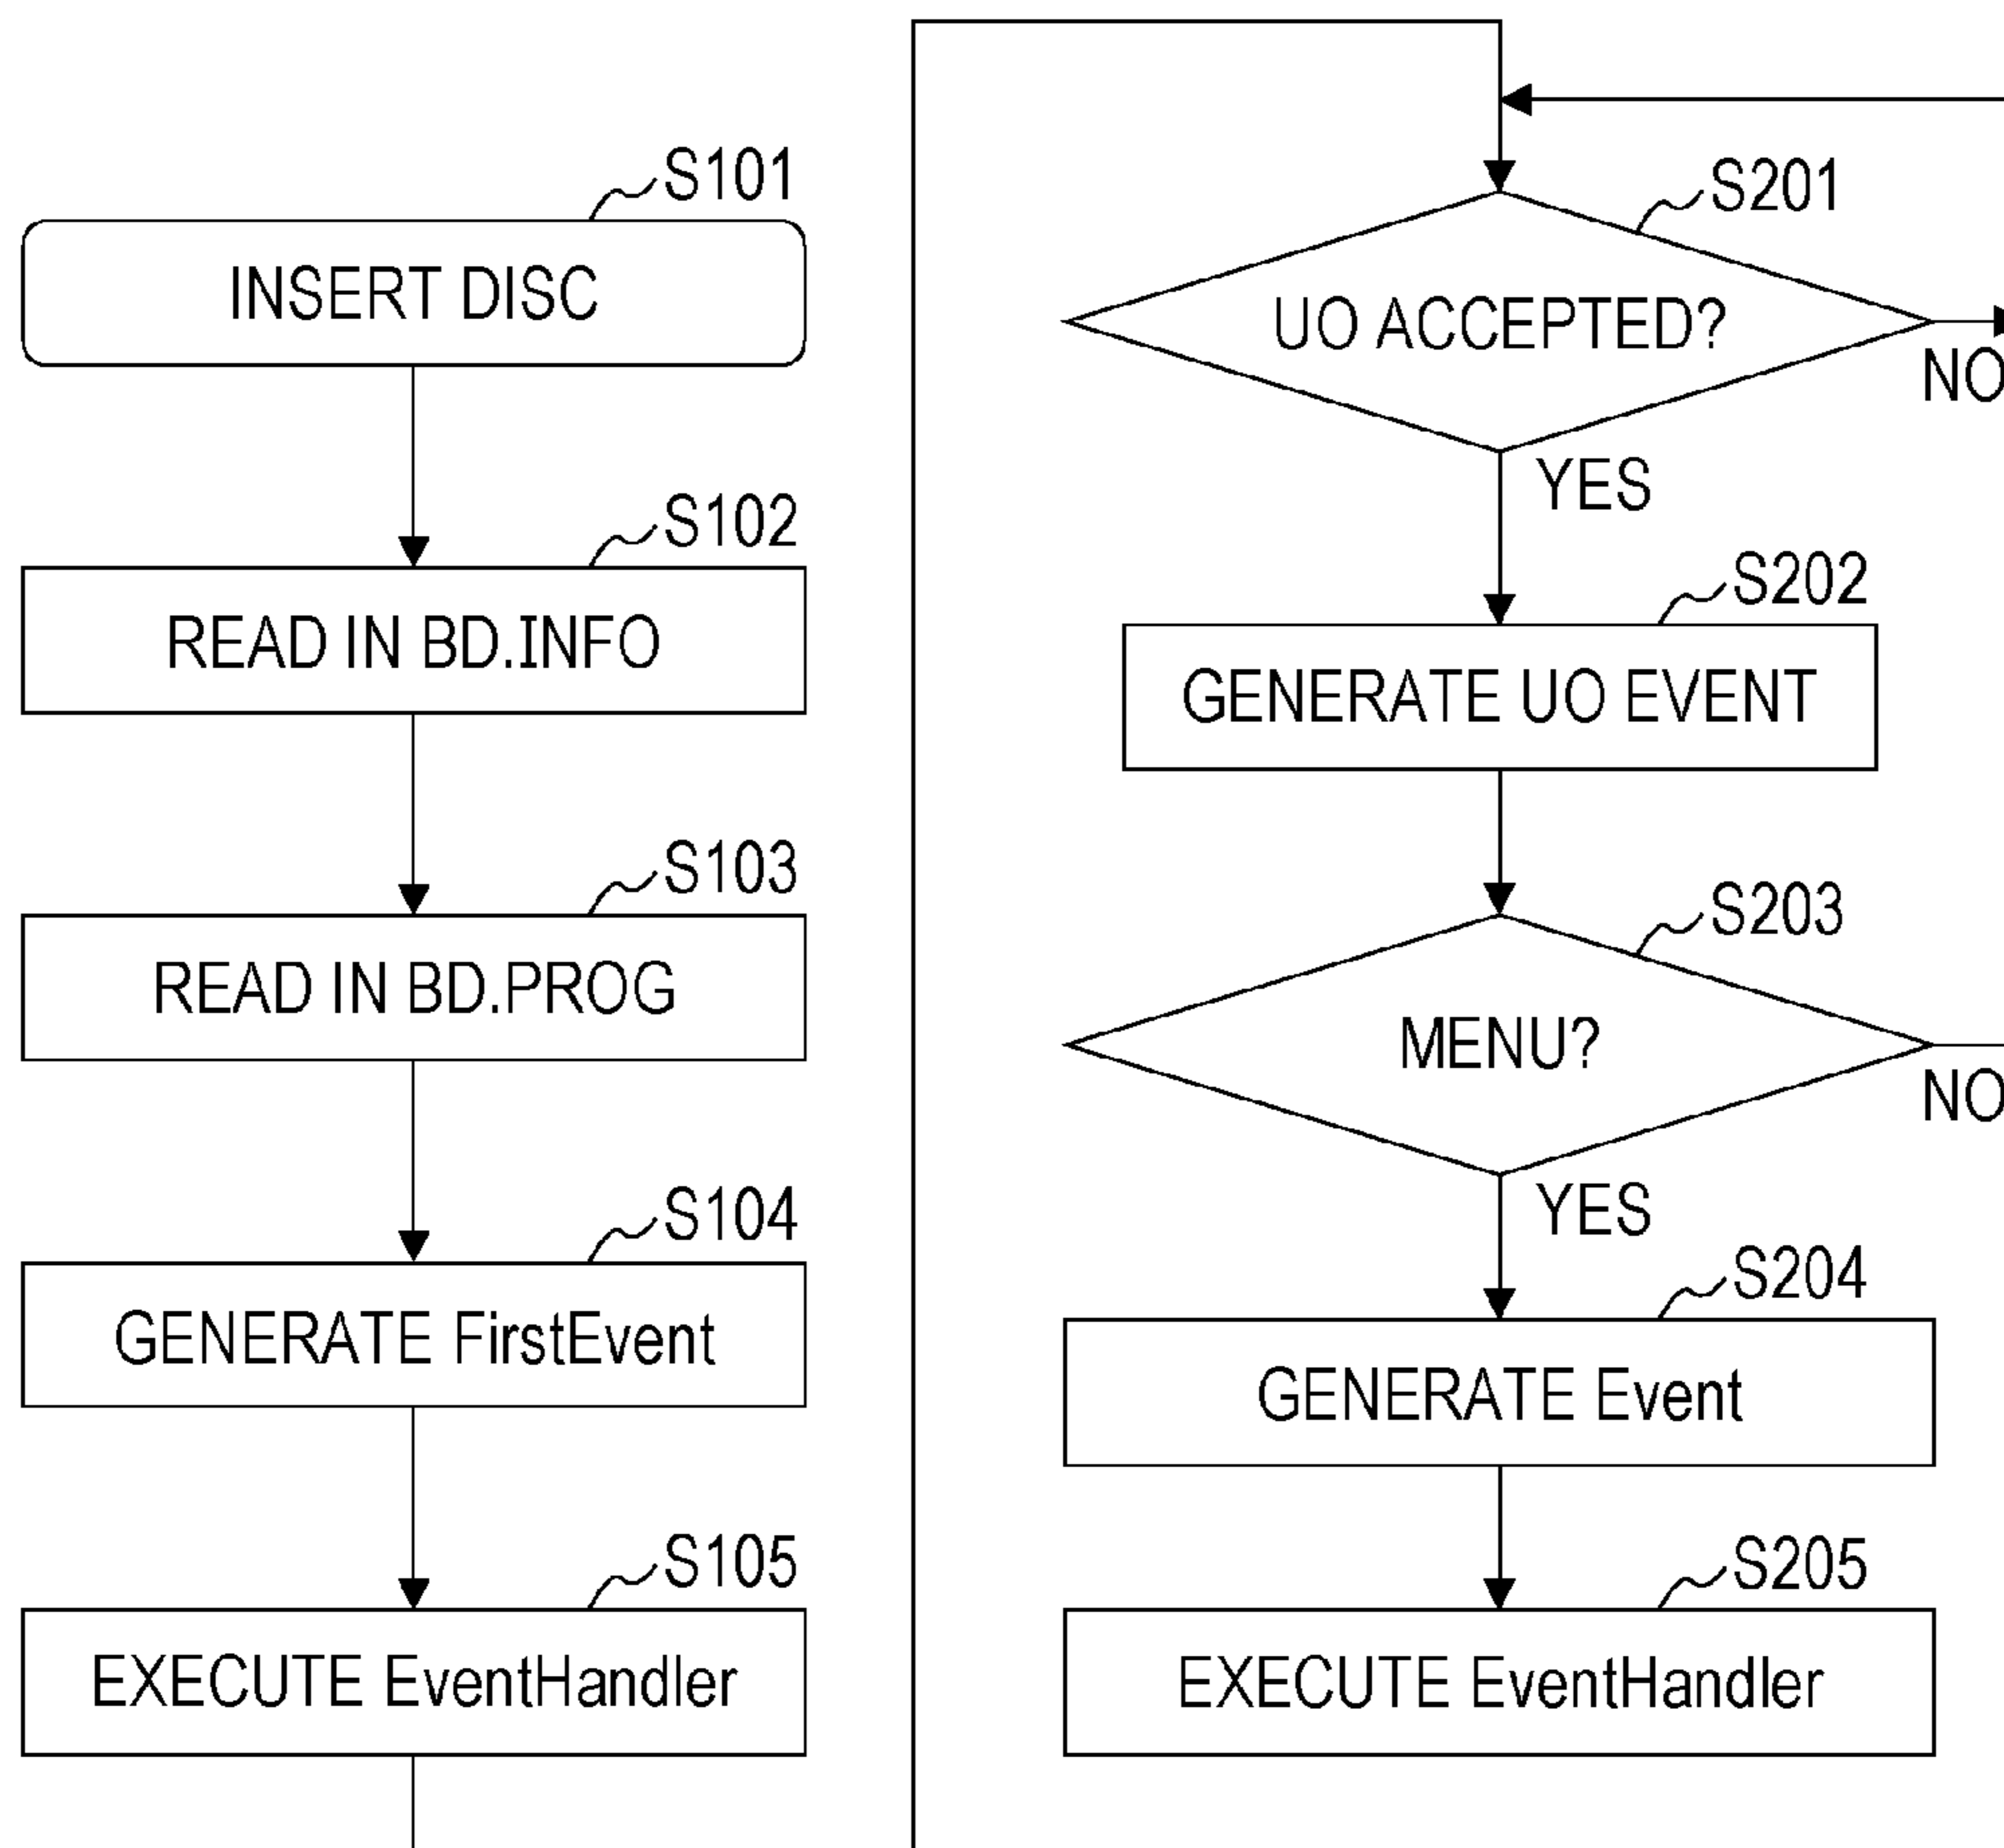 S101
INSERT DISC
S102
READ IN BD.INFO
S103
READ IN BD.PROG
S104
GENERATE FirstEvent
S105
EXECUTE EventHandler
S201
UO ACCEPTED?
NO
YES
S202
GENERATE UO EVENT
S203
MENU?
NO
YES
S204
GENERATE Event
S205
EXECUTE EventHandler